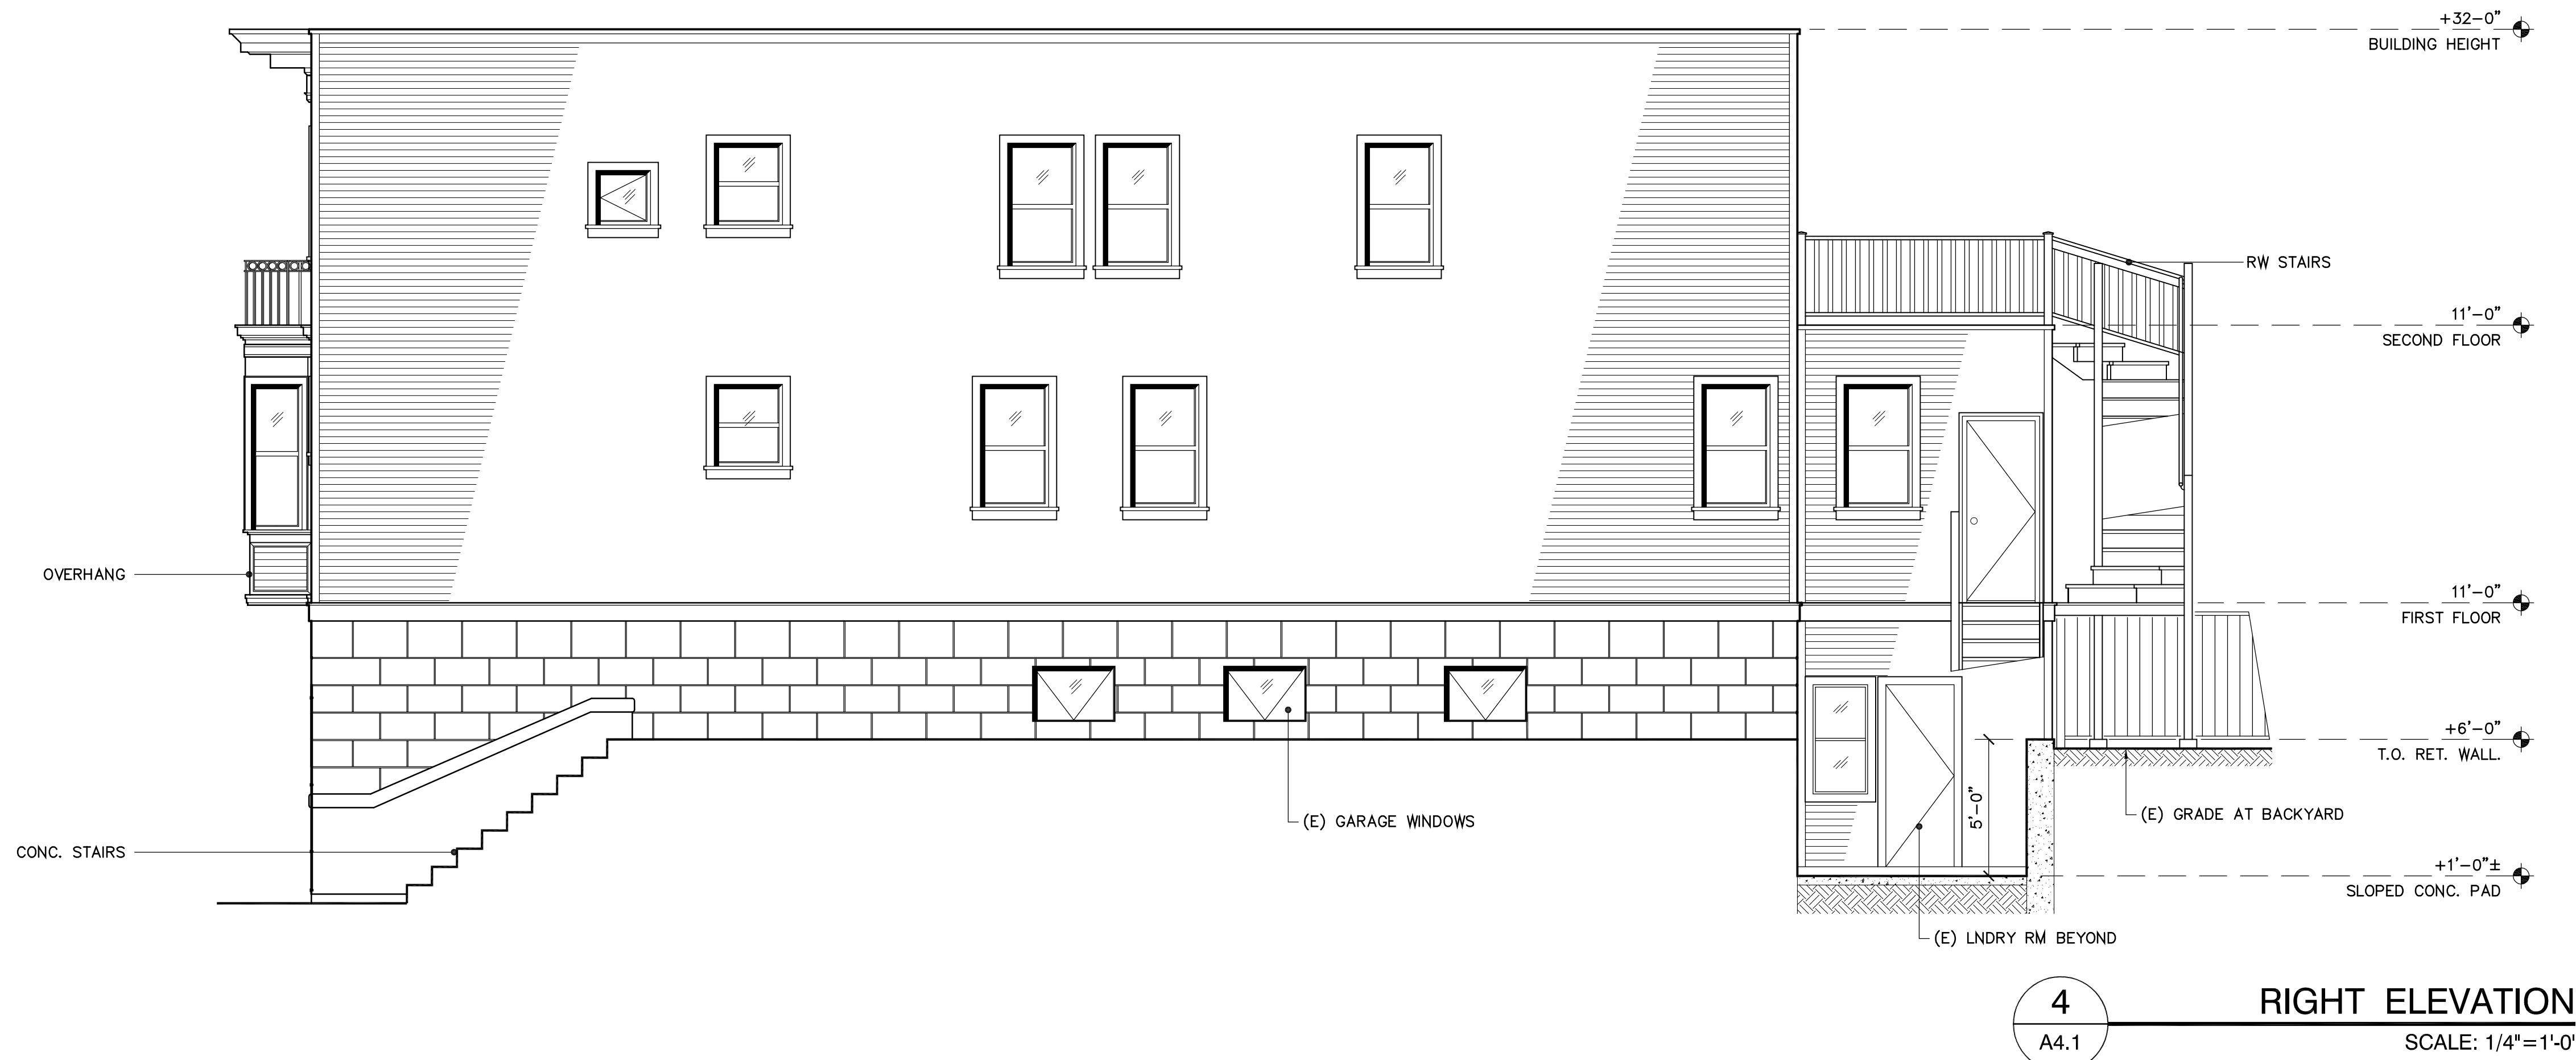 +32-0"
BUILDING HEIGHT
RW STAIRS
11'-0"
SECOND FLOOR
OVERHANG
11'-0"
FIRST FLOOR
+6'-0"
T.O. RET. WALL.
5'-0"
(E) GRADE AT BACKYARD
(E) GARAGE WINDOWS
CONC. STAIRS
+1'-0"±
SLOPED CONC. PAD
(E) LNDRY RM BEYOND
4
A4.1
RIGHT ELEVATION
SCALE: 1/4"=1'-0'